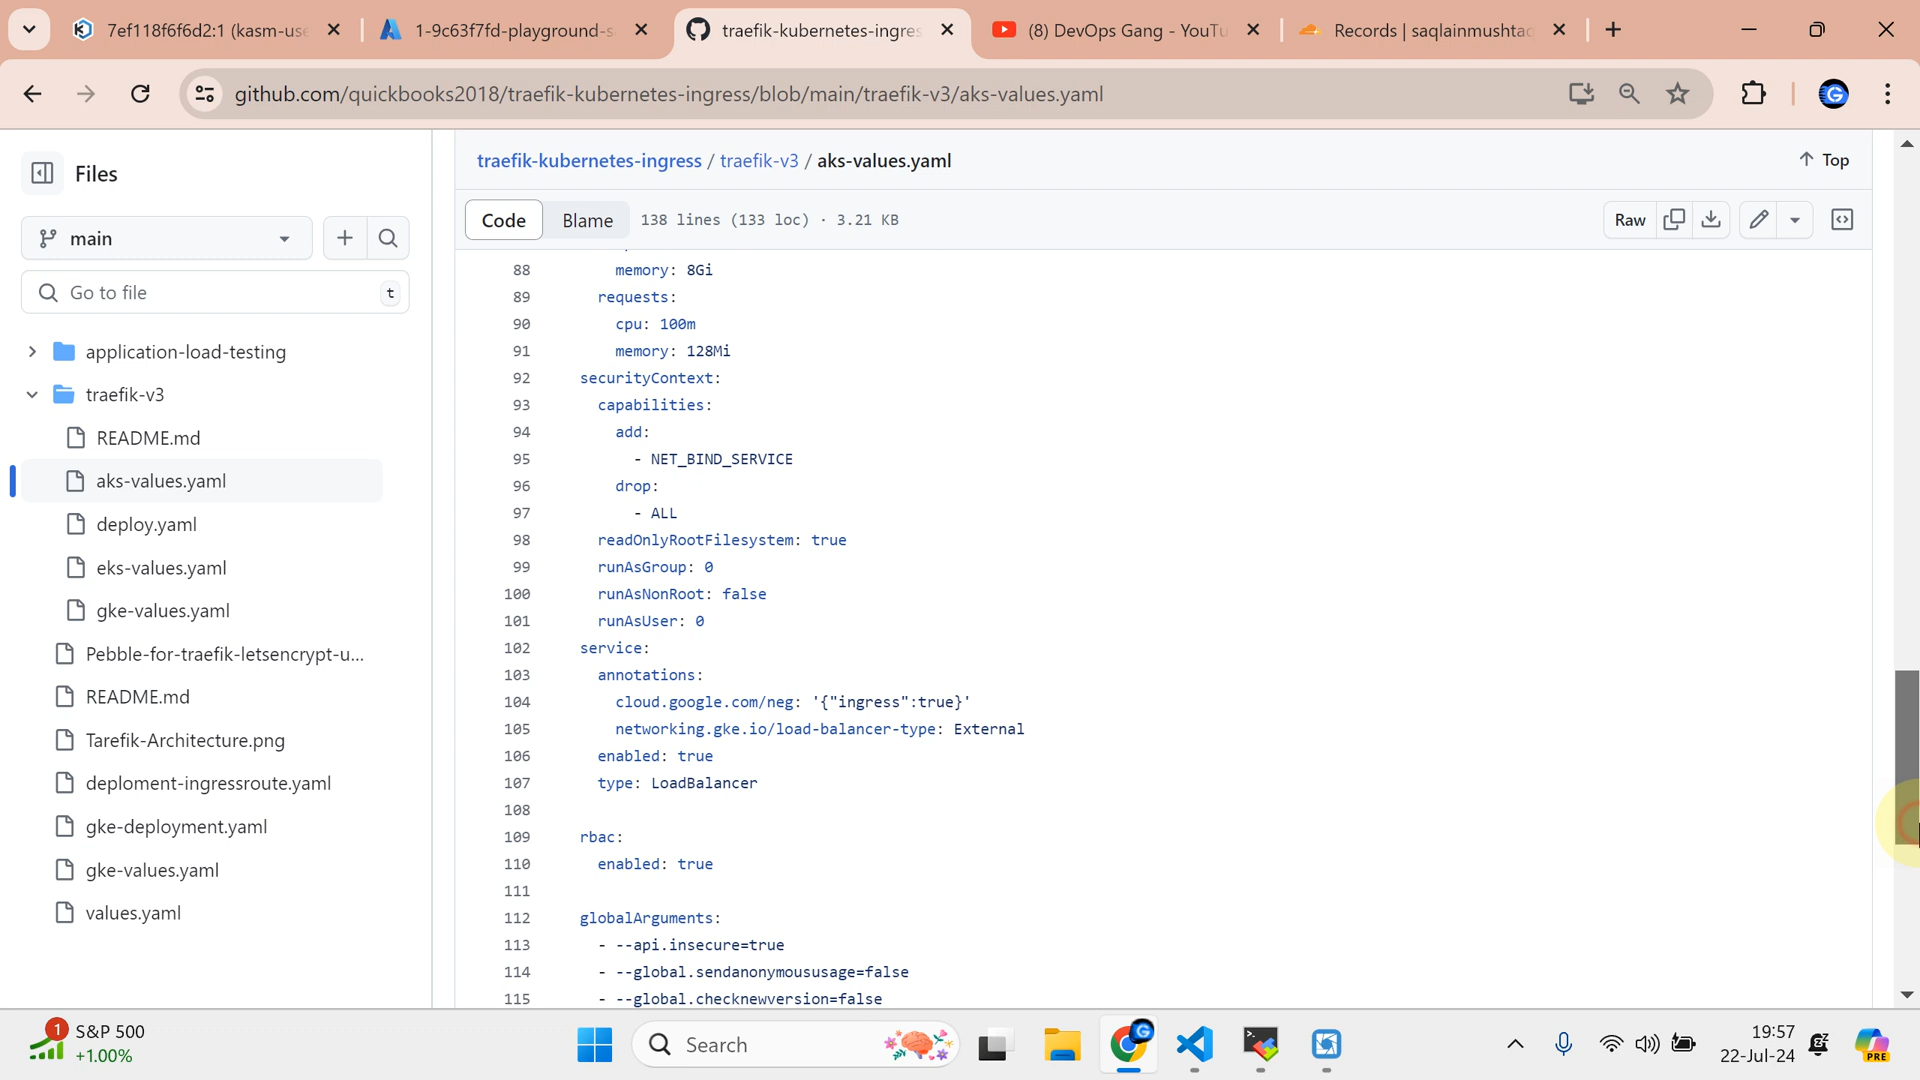 7ef118f6f6d2:1 (kasm-use
1-9c63f7fd-playground-s
traefik-kubernetes-ingres
(8) DevOps Gang - YouTu
Records | saqlainmushtaq
github.com/quickbooks2018/traefik-kubernetes-ingress/blob/main/traefik-v3/aks-values.yaml
Files
main
Go to file
t
application-load-testing
traefik-v3
README.md
aks-values.yaml
deploy.yaml
eks-values.yaml
gke-values.yaml
Pebble-for-traefik-letsencrypt-u...
README.md
Tarefik-Architecture.png
deploment-ingressroute.yaml
gke-deployment.yaml
gke-values.yaml
values.yaml
traefik-kubernetes-ingress / traefik-v3 / aks-values.yaml
Top
Code
Blame
138 lines (133 loc) · 3.21 KB
Raw
88 memory: 8Gi
89 requests:
90 cpu: 100m
91 memory: 128Mi
92 securityContext:
93 capabilities:
94 add:
95 - NET_BIND_SERVICE
96 drop:
97 - ALL
98 readOnlyRootFilesystem: true
99 runAsGroup: 0
100 runAsNonRoot: false
101 runAsUser: 0
102 service:
103 annotations:
104 cloud.google.com/neg: '{"ingress":true}'
105 networking.gke.io/load-balancer-type: External
106 enabled: true
107 type: LoadBalancer
108
109 rbac:
110 enabled: true
111
112 globalArguments:
113 - --api.insecure=true
114 - --global.sendanonymoususage=false
115 - --global.checknewversion=false
1
S&P 500
+1.00%
Search
19:57
22-Jul-24
PRE